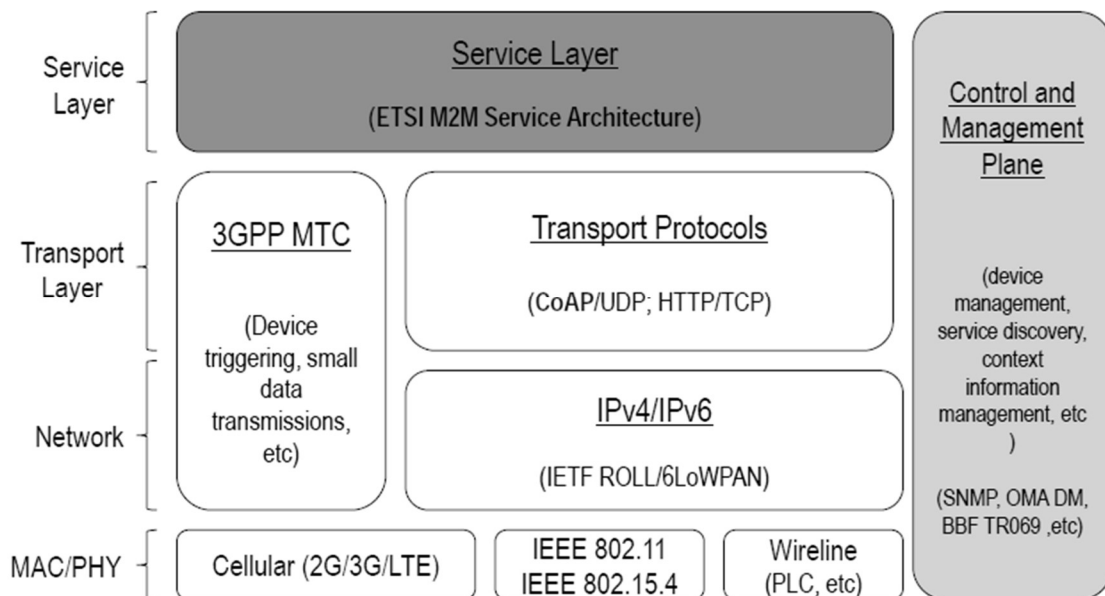 Service
Layer
Service Layer
(ETSI M2M Service Architecture)
Transport
Layer
3GPP MTC
(Device
triggering, small
data
transmissions,
etc)
Transport Protocols
(CoAP/UDP; HTTP/TCP)
Network
IPv4/IPv6
(IETF ROLL/6LoWPAN)
MAC/PHY
Cellular (2G/3G/LTE)
IEEE 802.11
IEEE 802.15.4
Wireline
(PLC, etc)
Control and
Management
Plane
(device
management,
service discovery,
context
information
management, etc
)
(SNMP, OMA DM,
BBF TR069 ,etc)